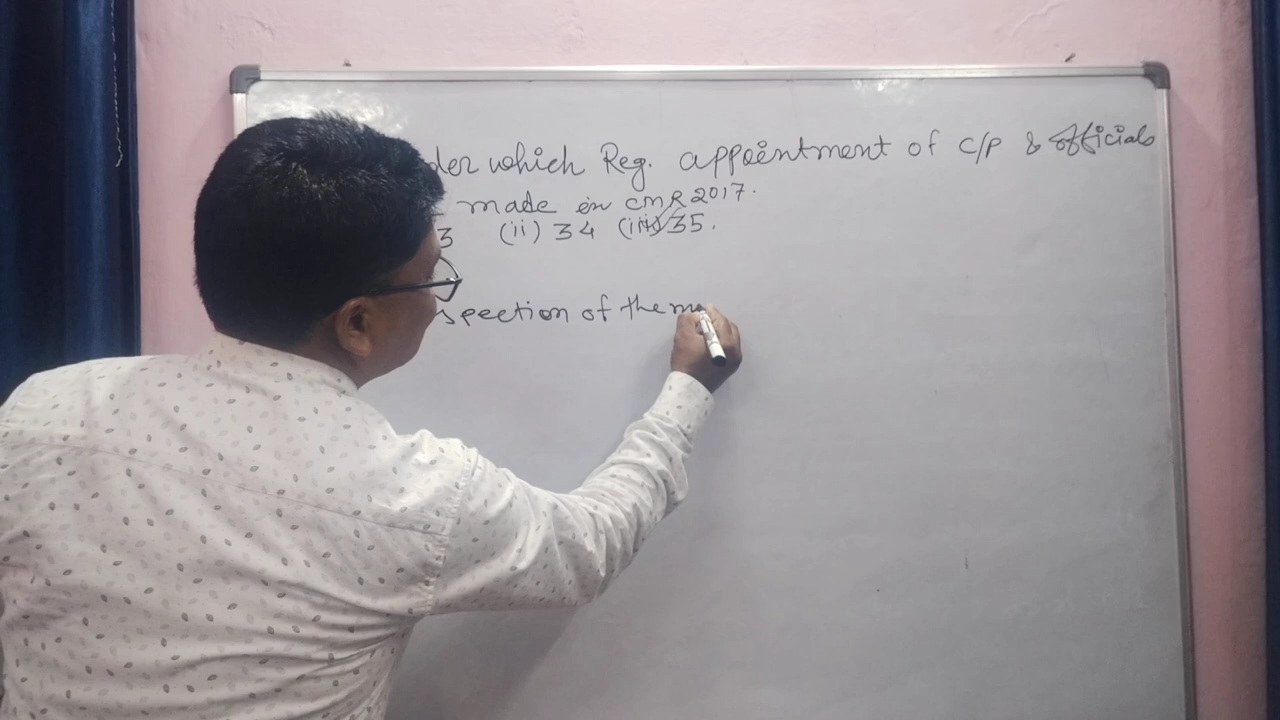 der which Reg. appointment of C/P & officials
made in CMR 2017.
3 (ii) 34 (iii) 35.
spection of the m